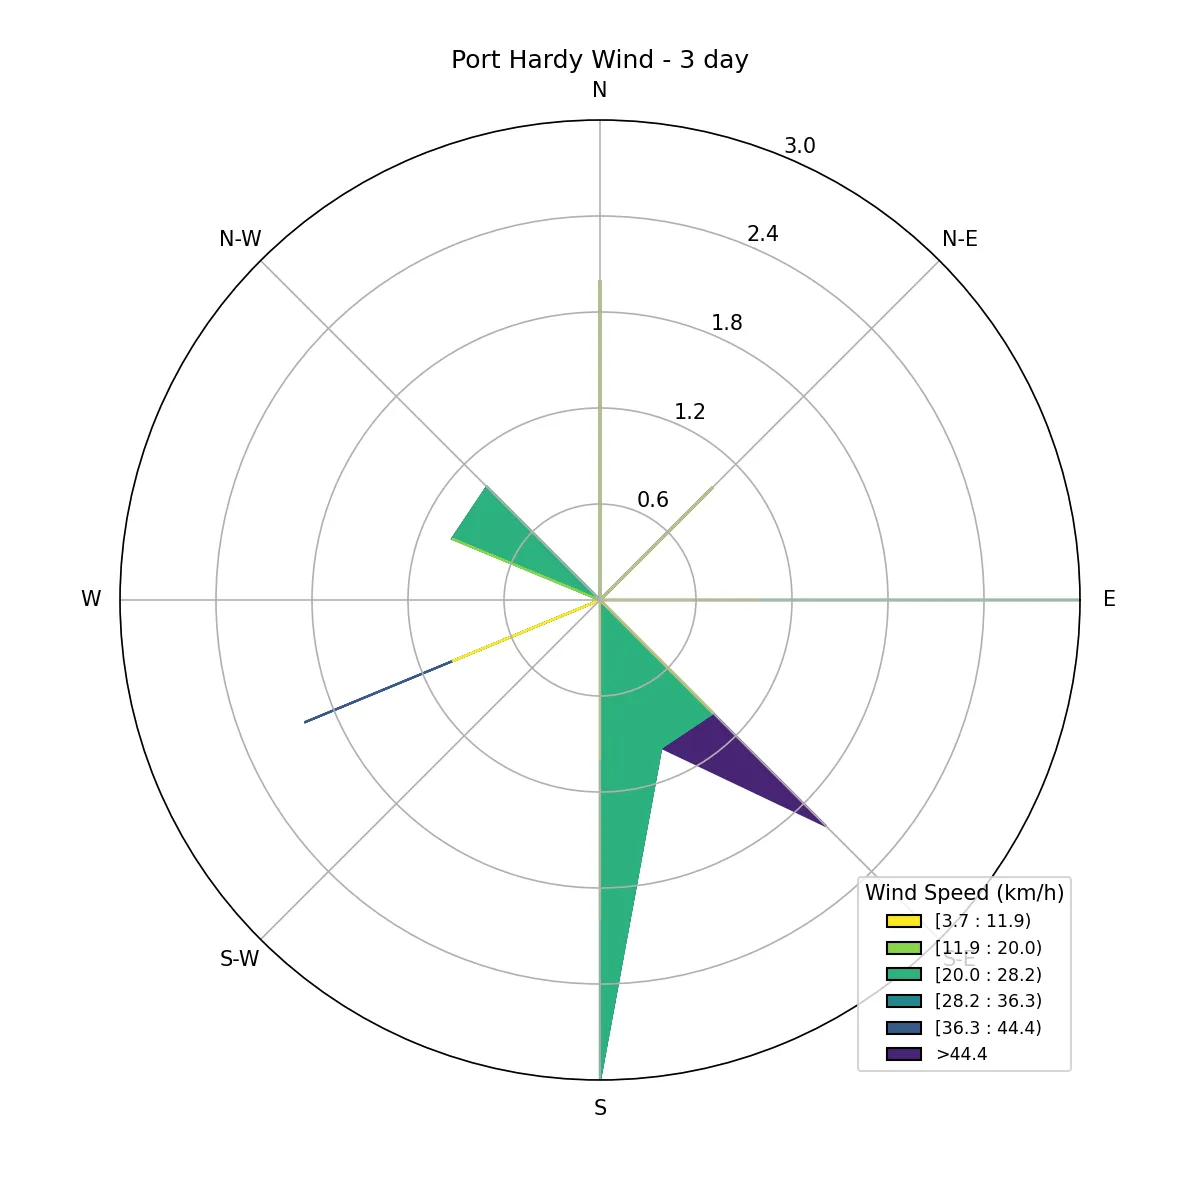 Port Hardy Wind - 3 day
N
3.0
N-W
N-E
2.4
1.8
1.2
0.6
W
E
S-W
S-E
S
Wind Speed (km/h)
[3.7 : 11.9)
[11.9 : 20.0)
[20.0 : 28.2)
[28.2 : 36.3)
[36.3 : 44.4)
>44.4